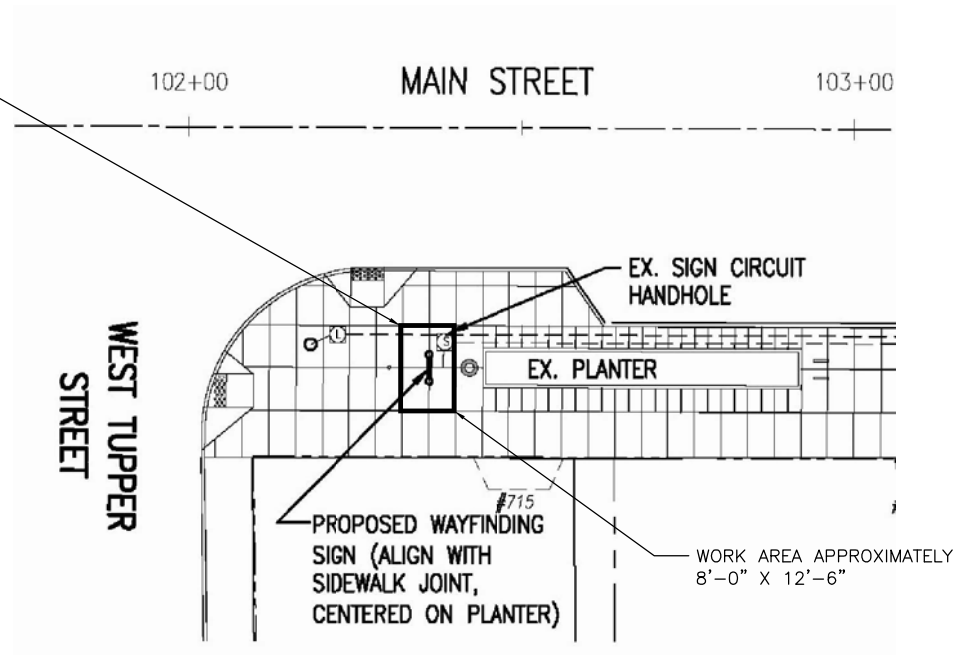 102+00
MAIN STREET
103+00
EX. SIGN CIRCUIT
HANDHOLE
L
S
EX. PLANTER
WEST TUPPER
STREET
#715
PROPOSED WAYFINDING
SIGN (ALIGN WITH
SIDEWALK JOINT,
CENTERED ON PLANTER)
WORK AREA APPROXIMATELY
8'-0" X 12'-6"